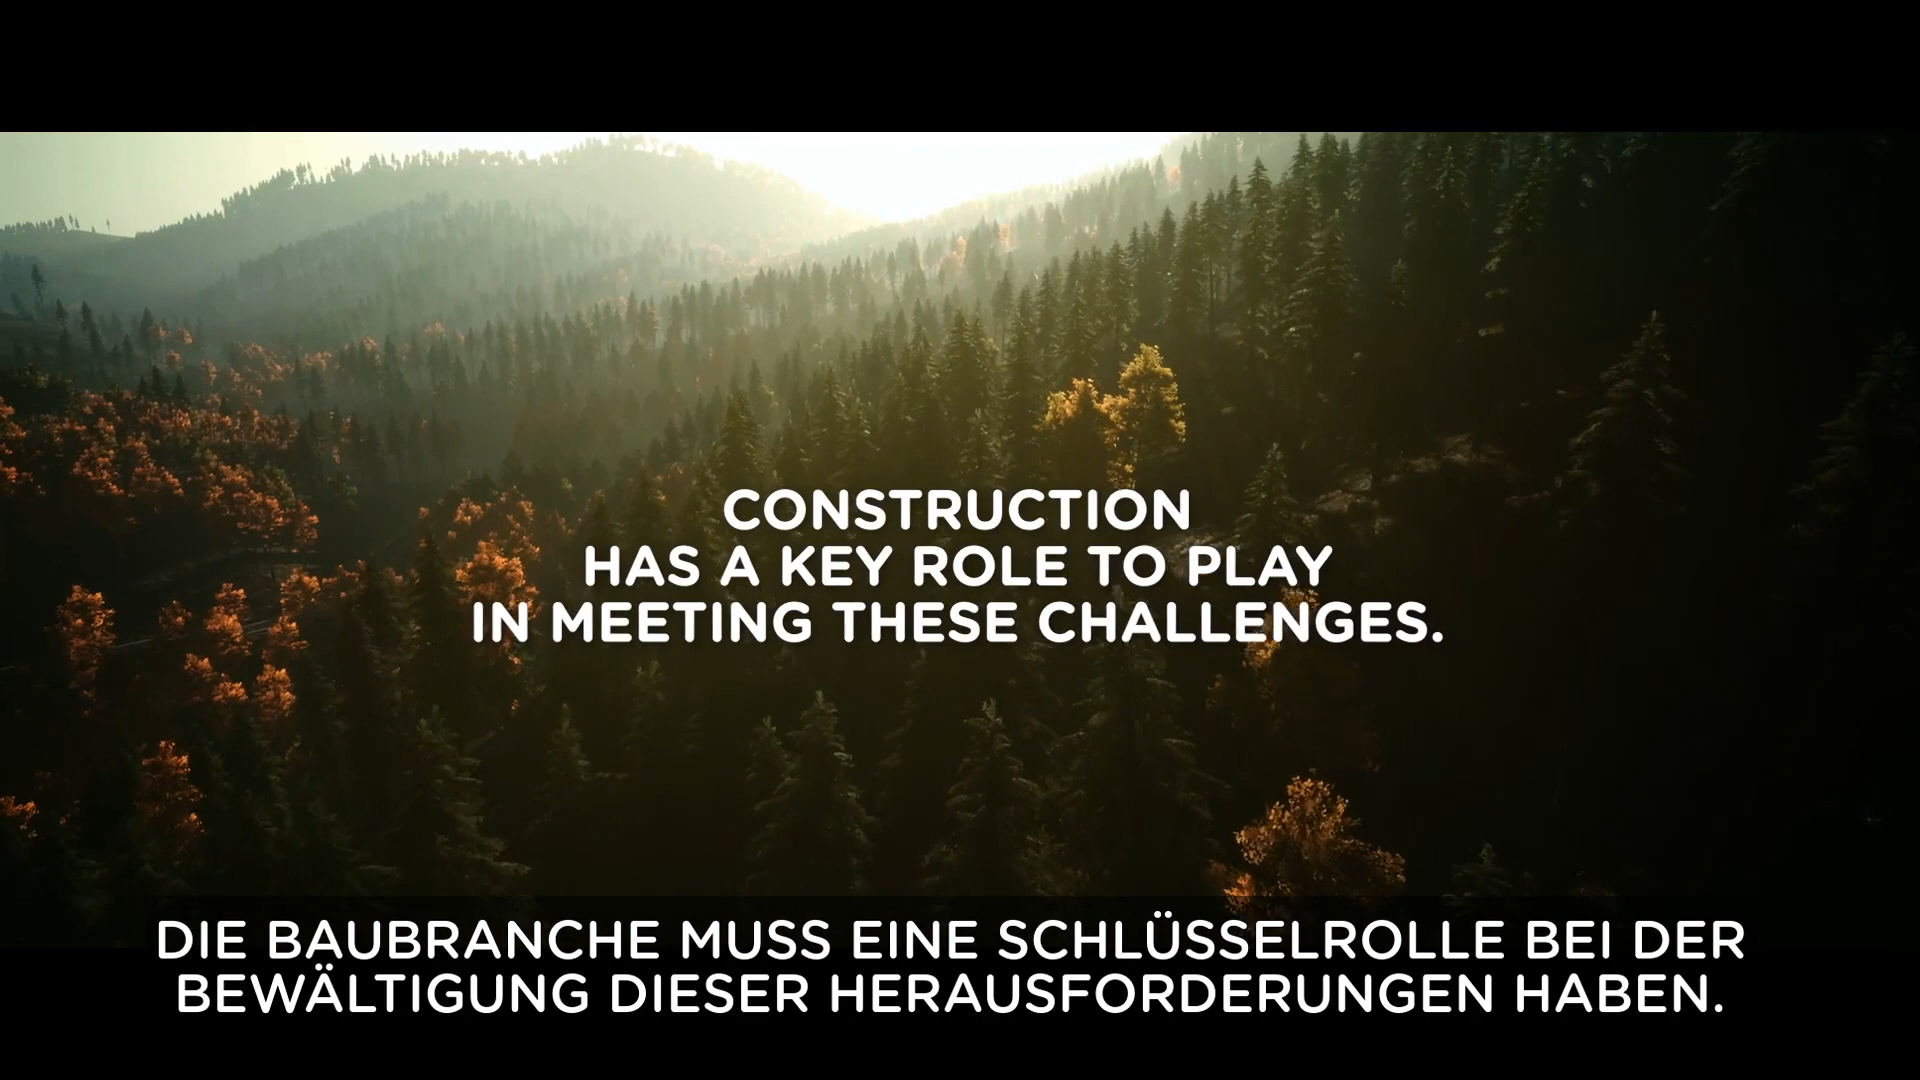 CONSTRUCTION
HAS A KEY ROLE TO PLAY
IN MEETING THESE CHALLENGES.
DIE BAUBRANCHE MUSS EINE SCHLÜSSELROLLE BEI DER
BEWÄLTIGUNG DIESER HERAUSFORDERUNGEN HABEN.